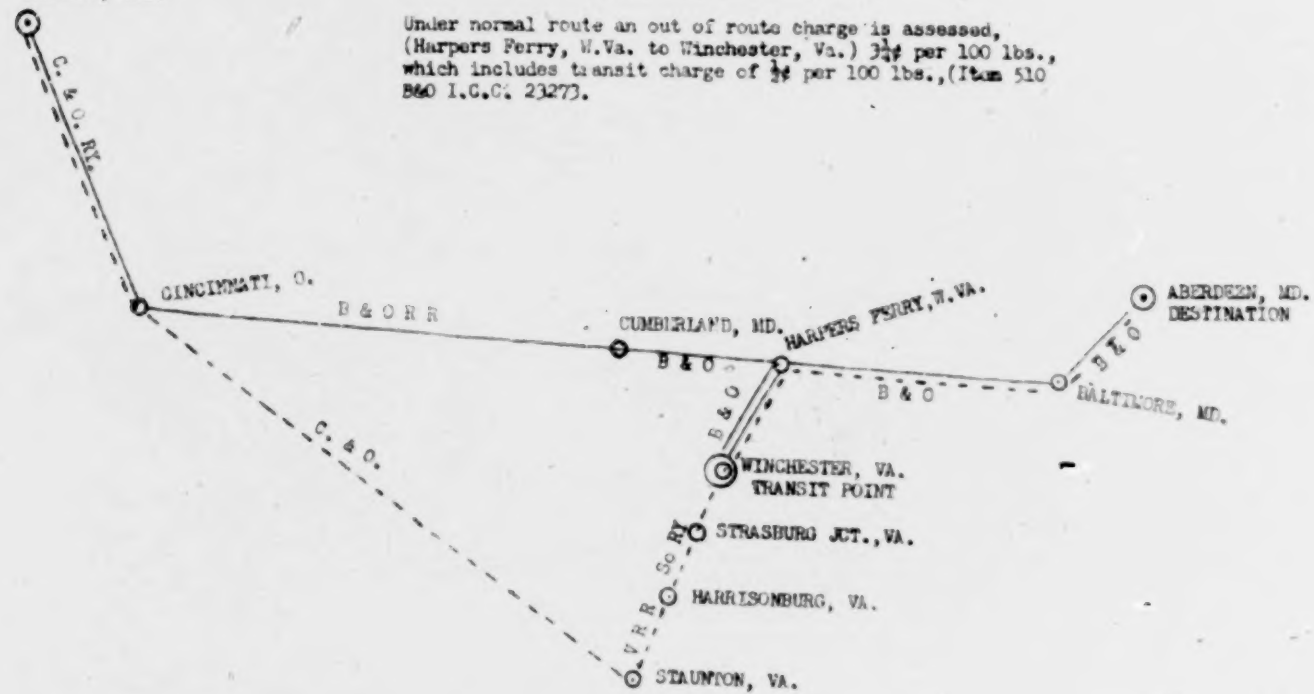 Under normal route an out of route charge is assessed,
(Harpers Ferry, W.Va. to Winchester, Va.) 3½¢ per 100 lbs.,
which includes transit charge of ½¢ per 100 lbs.,(Item 510
B&O I.C.C. 23273.
C. & O. RY.
CINCINNATI, O.
B & O R R
CUMBERLAND, MD.
B & O
HARPERS FERRY,W.VA.
ABERDEEN, MD.
DESTINATION
B & O
B & O
BALTIMORE, MD.
B & O
C. & O.
WINCHESTER, VA.
TRANSIT POINT
STRASBURG JCT.,VA.
So RY
HARRISONBURG, VA.
V R R
STAUNTON, VA.